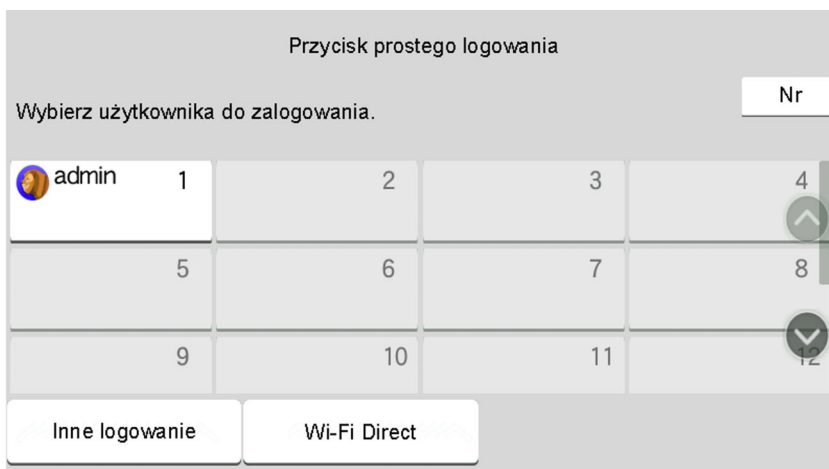 Przycisk prostego logowania
Nr
Wybierz użytkownika do zalogowania.
admin 1 2 3 4
5 6 7 8
9 10 11 12
Inne logowanie Wi-Fi Direct